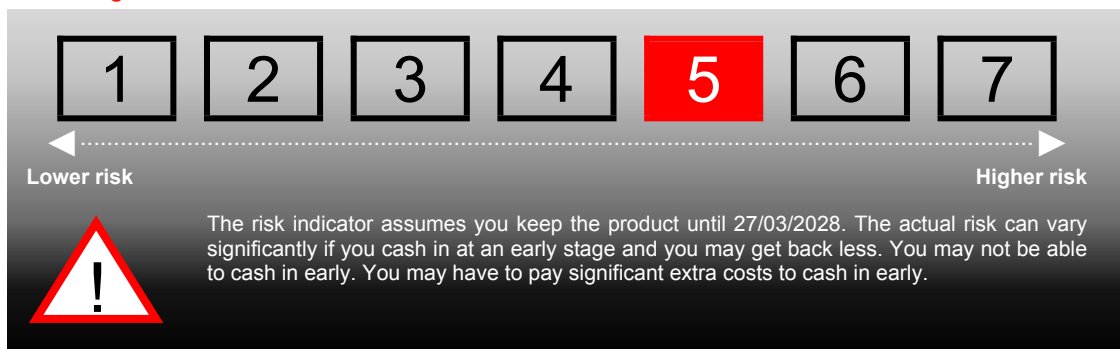 1 2 3 4 5 6 7
Lower risk Higher risk
!
The risk indicator assumes you keep the product until 27/03/2028. The actual risk can vary
significantly if you cash in at an early stage and you may get back less. You may not be able
to cash in early. You may have to pay significant extra costs to cash in early.